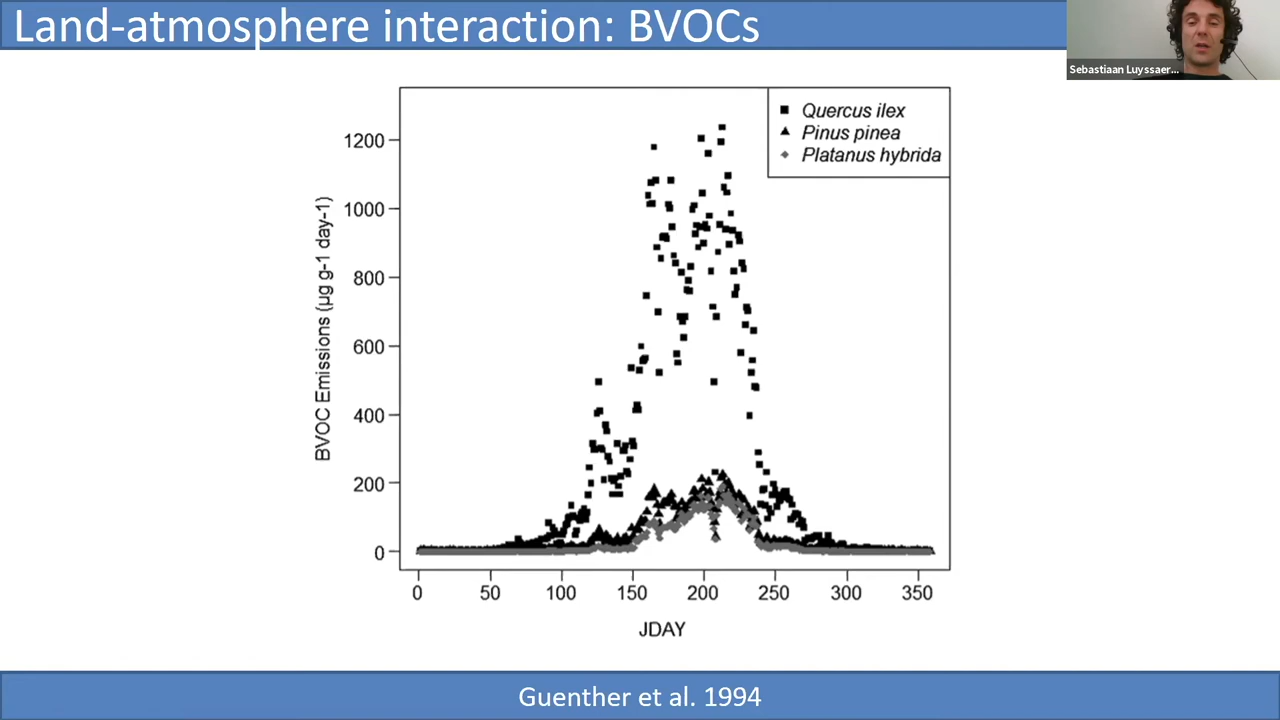 Land-atmosphere interaction: BVOCs
Sebastiaan Luyssaer...
Quercus ilex
Pinus pinea
Platanus hybrida
BVOC Emissions (µg g-1 day-1)
1200
1000
800
600
400
200
0
0 50 100 150 200 250 300 350
JDAY
Guenther et al. 1994